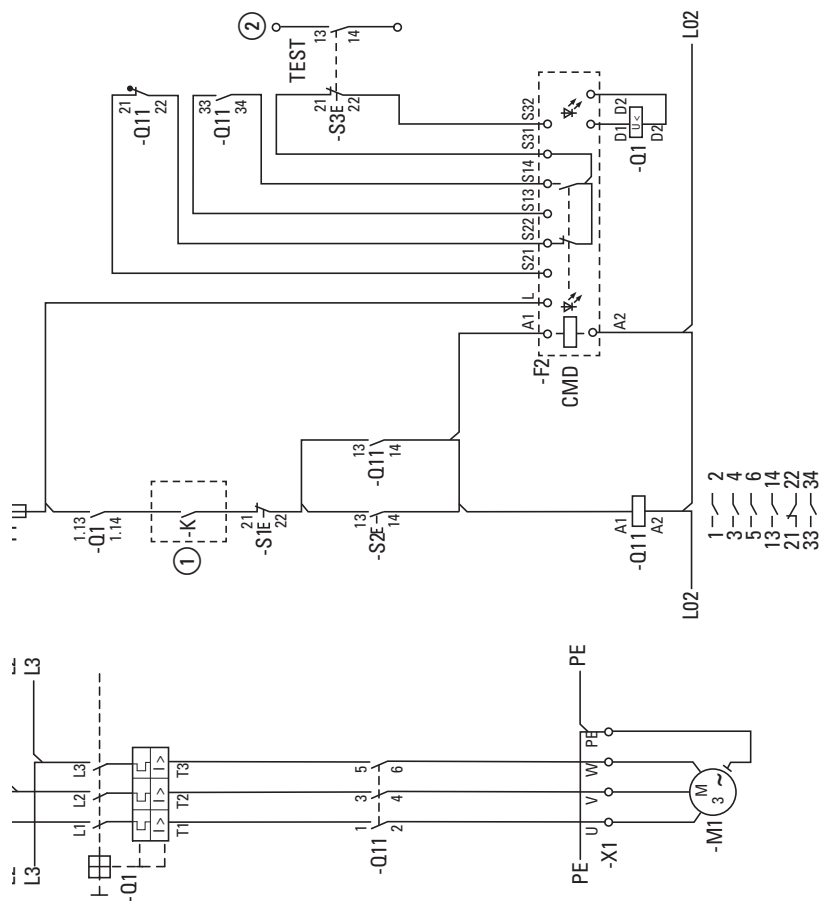 L3
L3
L1
L2
L3
-Q1
I >
I >
I >
T1
T2
T3
-Q11
1
2
3
4
5
6
PE
PE
-X1
U
V
W
PE
M
3 ~
-M1
-Q1
1.13
1.14
1
-K
-S1
E
21
22
-S2
E
13
14
-Q11
13
14
-Q11
A1
A2
L02
L02
1 2
3 4
5 6
13 14
21 22
33 34
-Q11
21
22
-Q11
33
34
-S3
E
21
22
TEST
13
14
2
-F2
CMD
A1
L
S21
S22
S13
S14
S31
S32
A2
-Q1
D1
D2
U <
D2